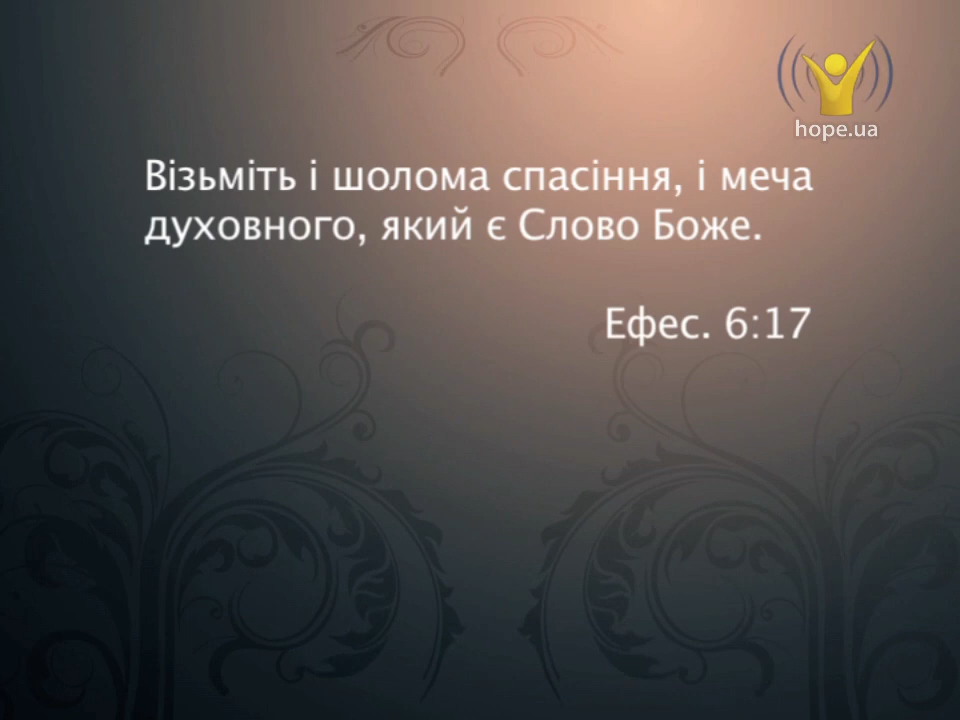 hope.ua
Візьміть і шолома спасіння, і меча
духовного, який є Слово Боже.
Ефес. 6:17